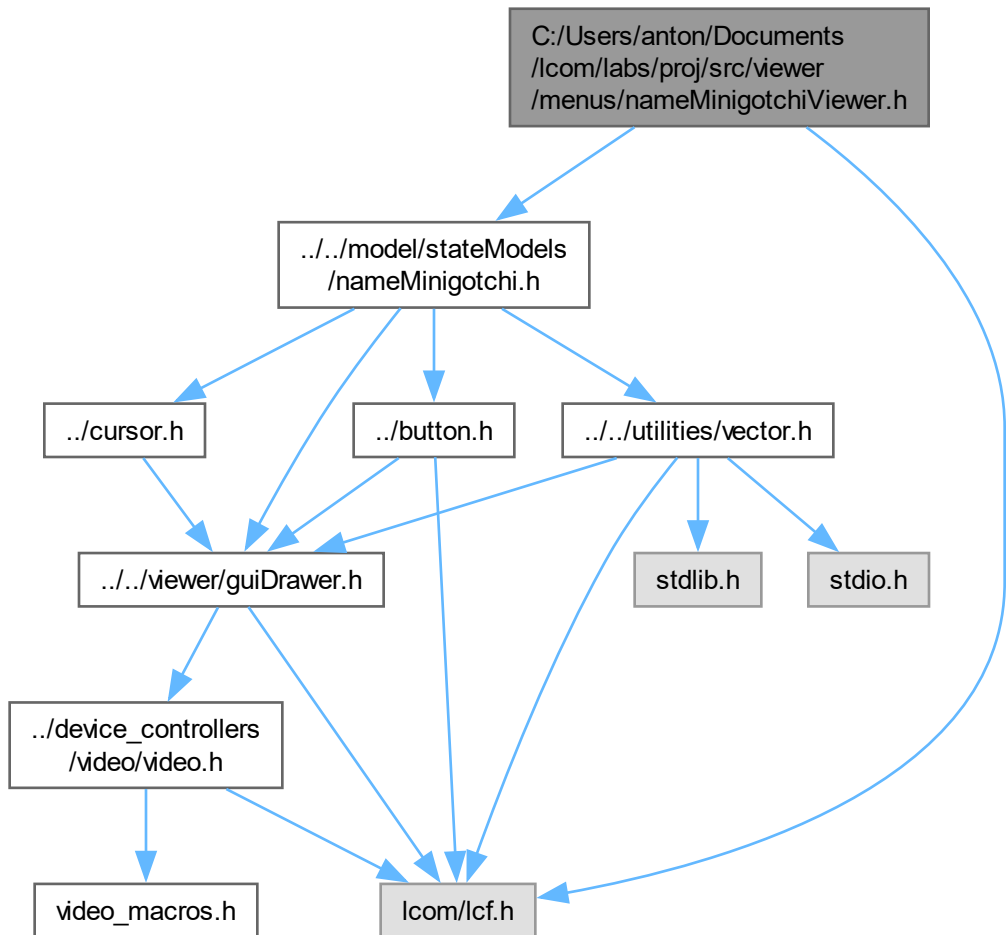 C:/Users/anton/Documents
/lcom/labs/proj/src/viewer
/menus/nameMinigotchiViewer.h
../../model/stateModels
/nameMinigotchi.h
../cursor.h
../button.h
../../utilities/vector.h
../../viewer/guiDrawer.h
stdlib.h
stdio.h
../device_controllers
/video/video.h
video_macros.h
lcom/lcf.h